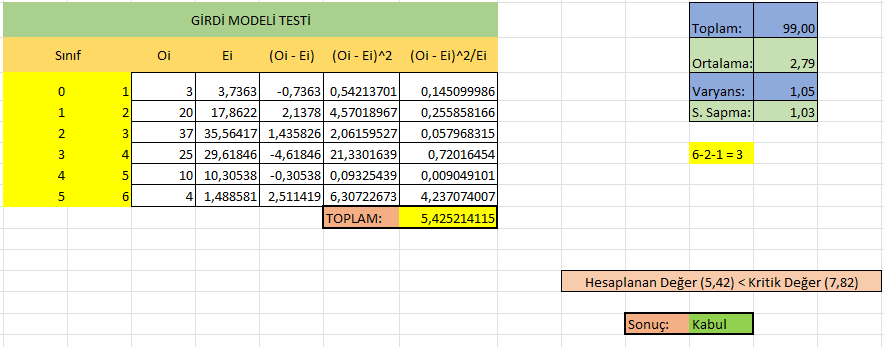 GİRDİ MODELİ TESTİ
Sınıf Oi Ei (Oi - Ei) (Oi - Ei)^2 (Oi - Ei)^2/Ei
0 1 3 3,7363 -0,7363 0,54213701 0,145099986
1 2 20 17,8622 2,1378 4,57018967 0,255858166
2 3 37 35,56417 1,435826 2,06159527 0,057968315
3 4 25 29,61846 -4,61846 21,3301639 0,72016454
4 5 10 10,30538 -0,30538 0,09325439 0,009049101
5 6 4 1,488581 2,511419 6,30722673 4,237074007
TOPLAM: 5,425214115
Toplam: 99,00
Ortalama: 2,79
Varyans: 1,05
S. Sapma: 1,03
6-2-1 = 3
Hesaplanan Değer (5,42) < Kritik Değer (7,82)
Sonuç: Kabul